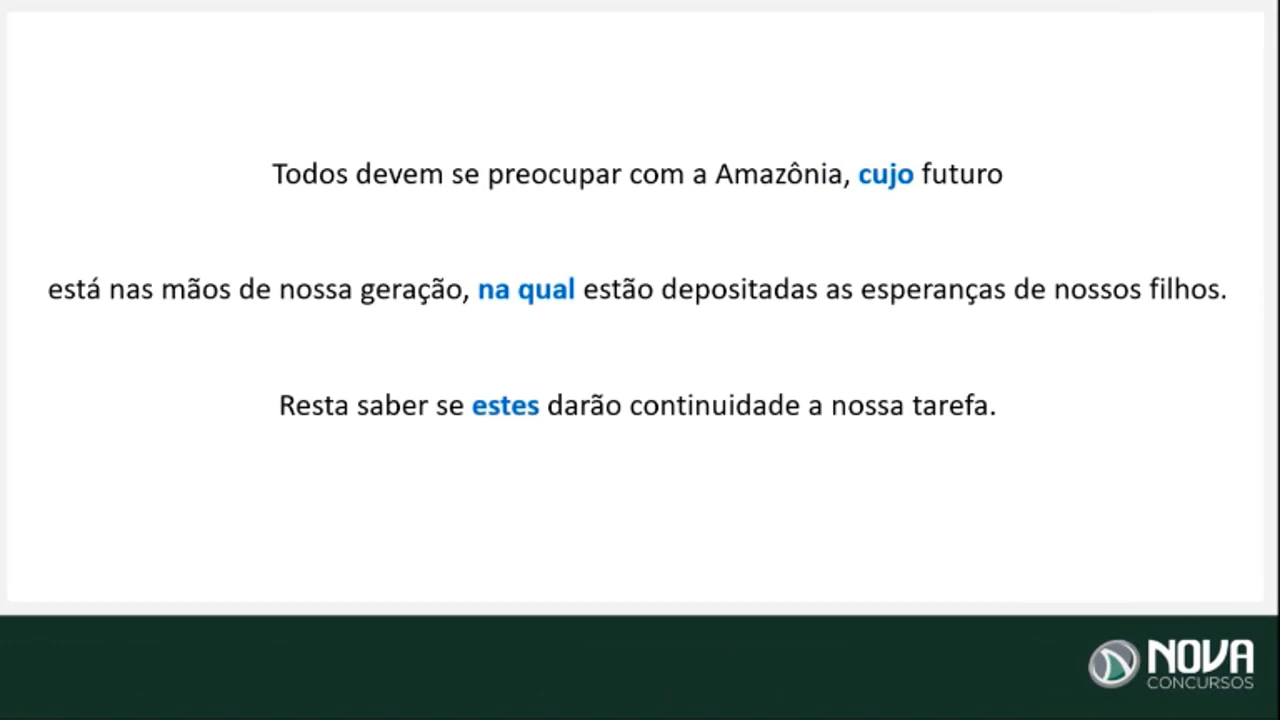 Todos devem se preocupar com a Amazônia, cujo futuro
está nas mãos de nossa geração, na qual estão depositadas as esperanças de nossos filhos.
Resta saber se estes darão continuidade a nossa tarefa.
NOVA
CONCURSOS